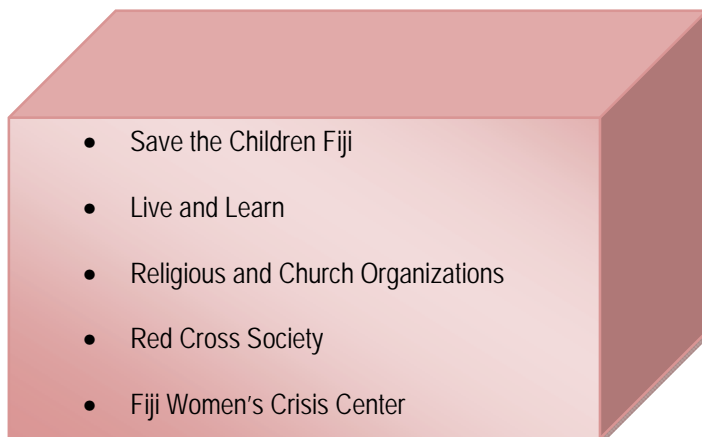 • Save the Children Fiji
• Live and Learn
• Religious and Church Organizations
• Red Cross Society
• Fiji Women’s Crisis Center